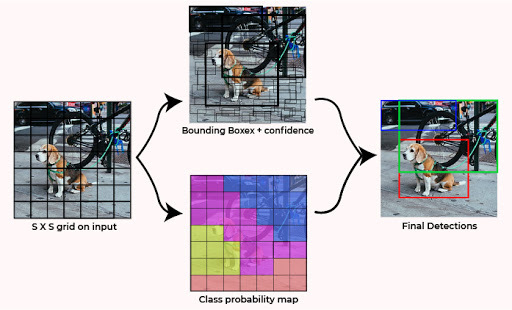 Bounding Boxex + confidence
S X S grid on input
Final Detections
Class probability map